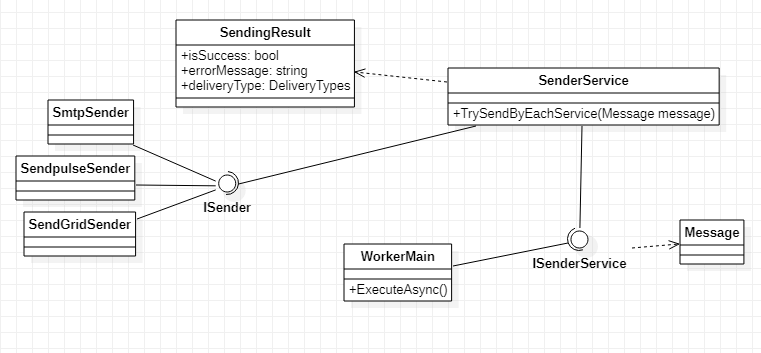 SendingResult
+isSuccess: bool
+errorMessage: string
+deliveryType: DeliveryTypes
SenderService
+TrySendByEachService(Message message)
SmtpSender
SendpulseSender
SendGridSender
ISender
WorkerMain
+ExecuteAsync()
ISenderService
Message